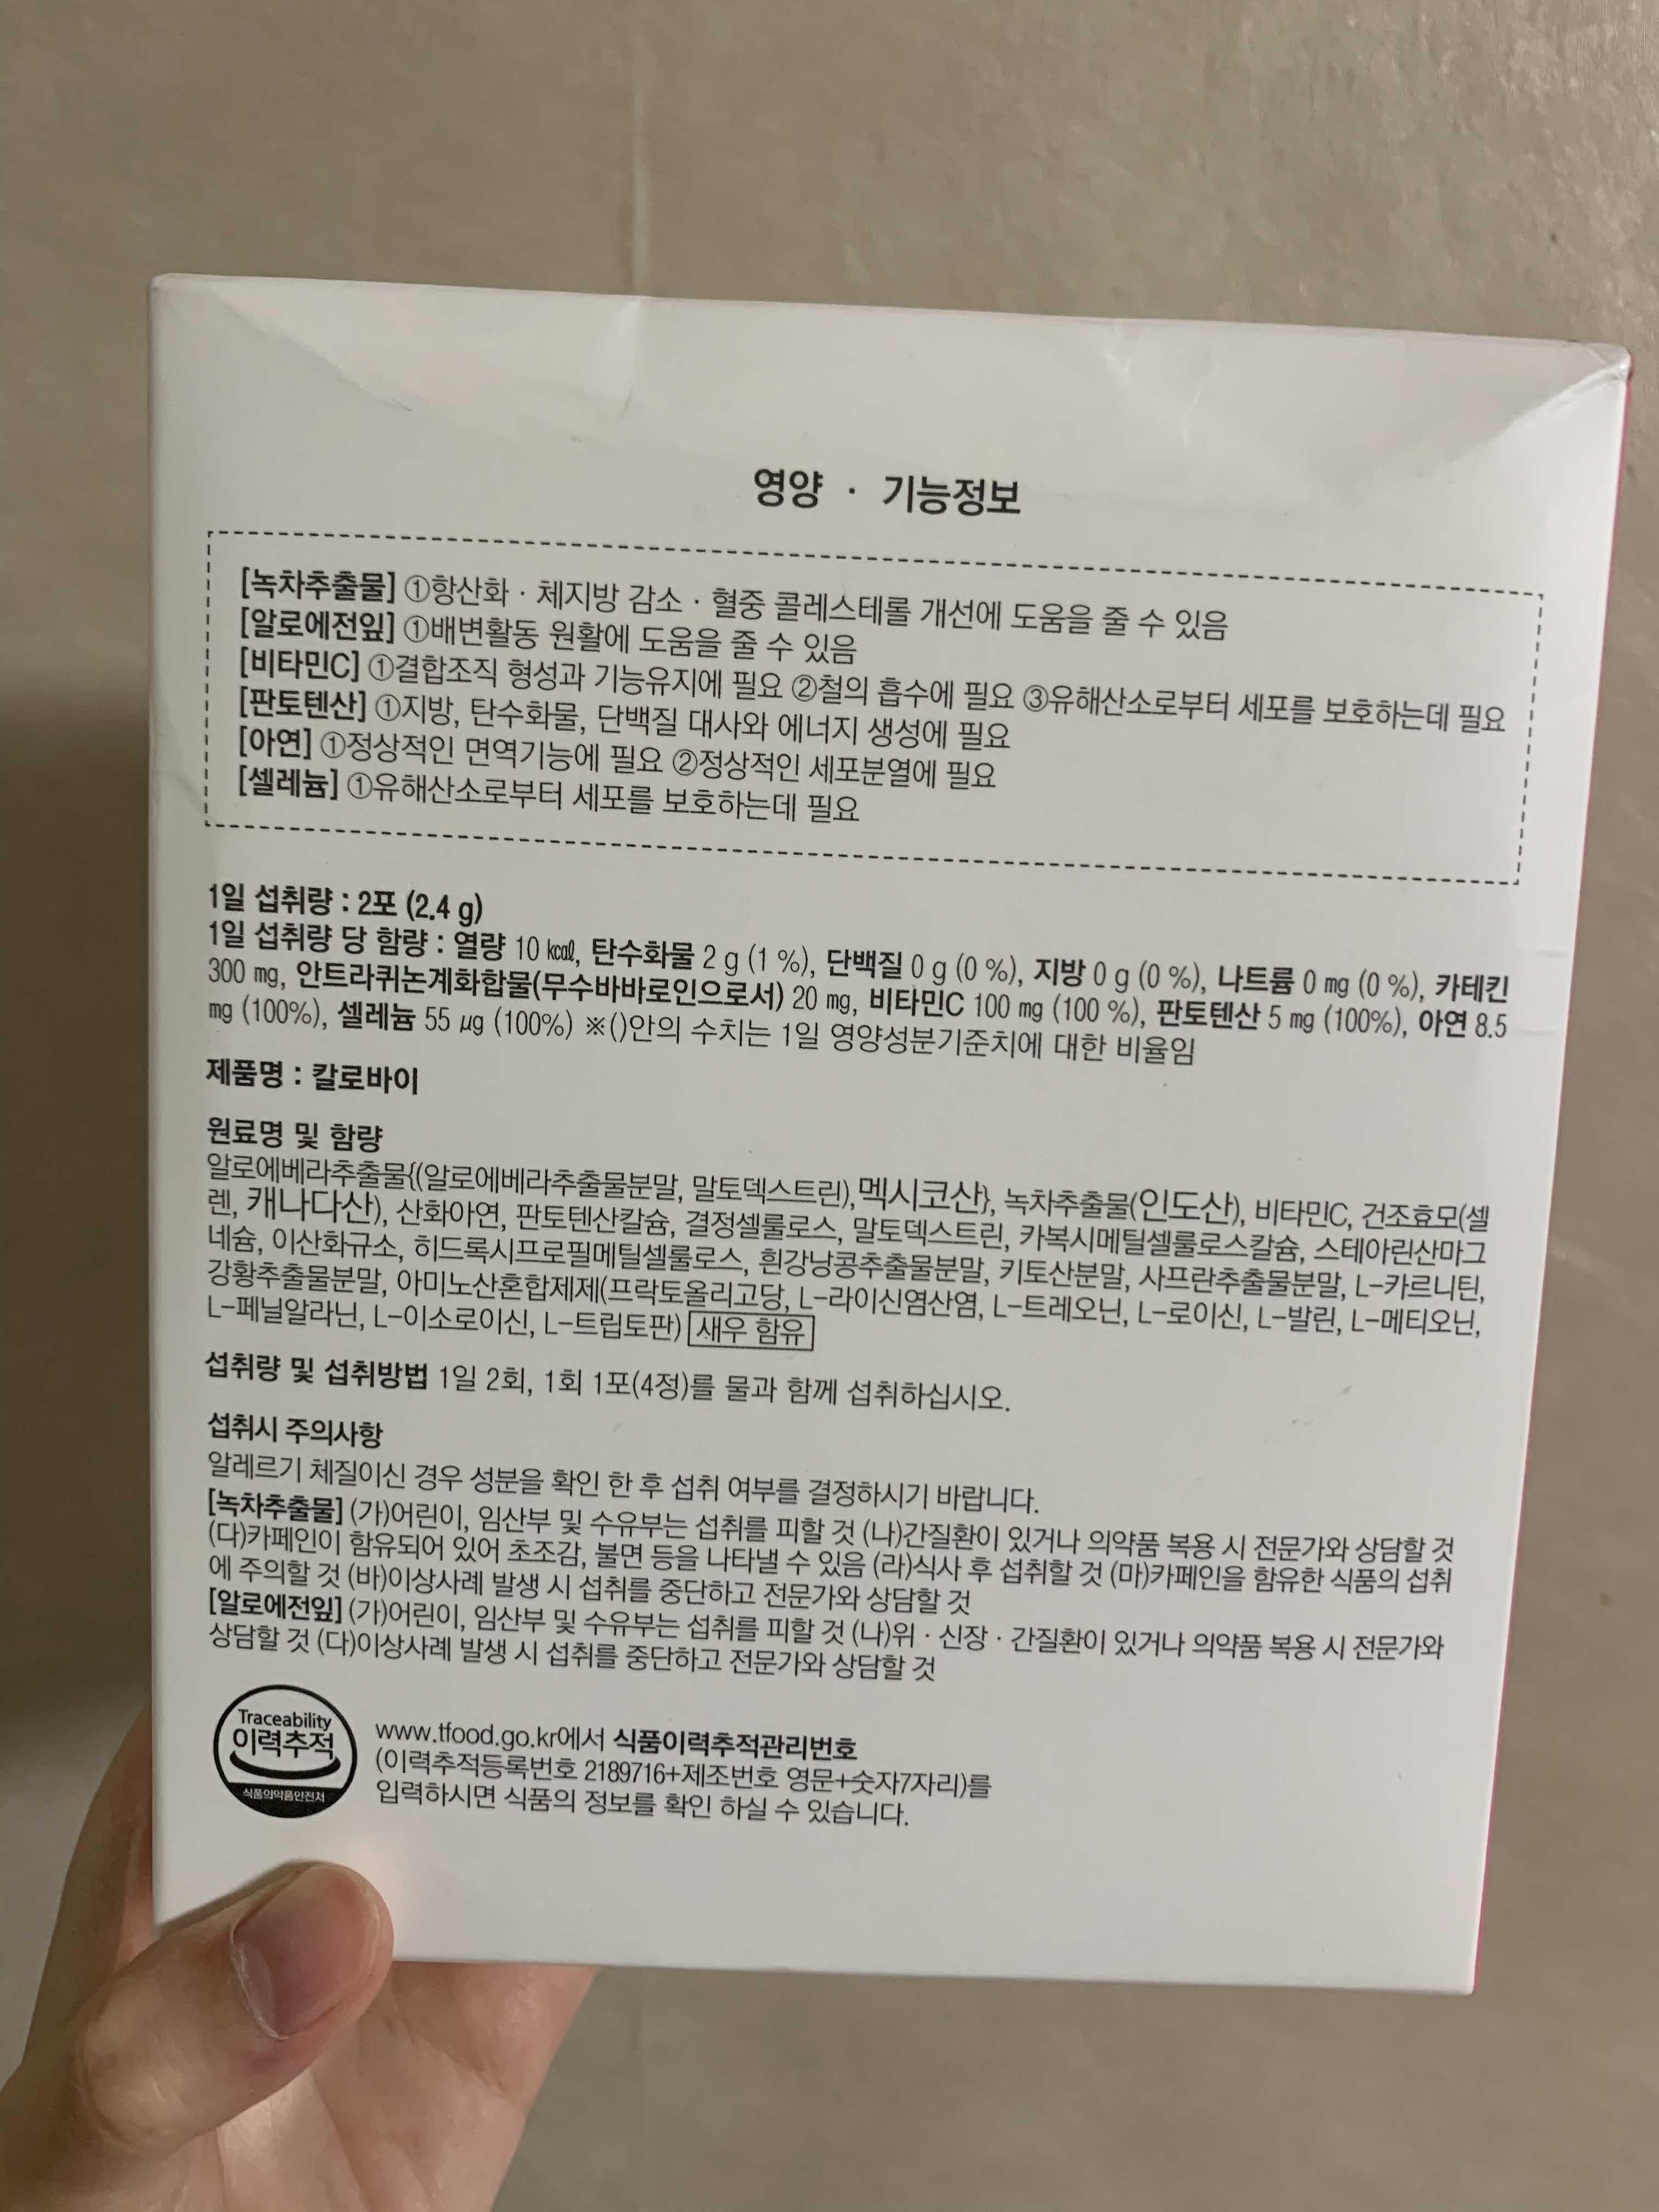 영양 · 기능정보
[녹차추출물] ①항산화 · 체지방 감소 · 혈중 콜레스테롤 개선에 도움을 줄 수 있음
[알로에전잎] ①배변활동 원활에 도움을 줄 수 있음
[비타민C] ①결합조직 형성과 기능유지에 필요 ②철의 흡수에 필요 ③유해산소로부터 세포를 보호하는데 필요
[판토텐산] ①지방, 탄수화물, 단백질 대사와 에너지 생성에 필요
[아연] ①정상적인 면역기능에 필요 ②정상적인 세포분열에 필요
[셀레늄] ①유해산소로부터 세포를 보호하는데 필요
1일 섭취량 : 2포 (2.4 g)
1일 섭취량 당 함량 : 열량 10 ㎉, 탄수화물 2 g (1 %), 단백질 0 g (0 %), 지방 0 g (0 %), 나트륨 0 mg (0 %), 카테킨
300 mg, 안트라퀴논계화합물(무수바바로인으로서) 20 mg, 비타민C 100 mg (100 %), 판토텐산 5 mg (100%), 아연 8.5
mg (100%), 셀레늄 55 μg (100%) ※()안의 수치는 1일 영양성분기준치에 대한 비율임
제품명 : 칼로바이
원료명 및 함량
알로에베라추출물{(알로에베라추출물분말, 말토덱스트린), 멕시코산}, 녹차추출물(인도산), 비타민C, 건조효모(셀
렌, 캐나다산), 산화아연, 판토텐산칼슘, 결정셀룰로스, 말토덱스트린, 카복시메틸셀룰로스칼슘, 스테아린산마그
네슘, 이산화규소, 히드록시프로필메틸셀룰로스, 흰강낭콩추출물분말, 키토산분말, 사프란추출물분말, L-카르니틴,
강황추출물분말, 아미노산혼합제제(프락토올리고당, L-라이신염산염, L-트레오닌, L-로이신, L-발린, L-메티오닌,
L-페닐알라닌, L-이소로이신, L-트립토판) 새우 함유
섭취량 및 섭취방법 1일 2회, 1회 1포(4정)를 물과 함께 섭취하십시오.
섭취시 주의사항
알레르기 체질이신 경우 성분을 확인 한 후 섭취 여부를 결정하시기 바랍니다.
[녹차추출물] (가)어린이, 임산부 및 수유부는 섭취를 피할 것 (나)간질환이 있거나 의약품 복용 시 전문가와 상담할 것
(다)카페인이 함유되어 있어 초조감, 불면 등을 나타낼 수 있음 (라)식사 후 섭취할 것 (마)카페인을 함유한 식품의 섭취
에 주의할 것 (바)이상사례 발생 시 섭취를 중단하고 전문가와 상담할 것
[알로에전잎] (가)어린이, 임산부 및 수유부는 섭취를 피할 것 (나)위 · 신장 · 간질환이 있거나 의약품 복용 시 전문가와
상담할 것 (다)이상사례 발생 시 섭취를 중단하고 전문가와 상담할 것
Traceability
이력추적
식품의약품안전처
www.tfood.go.kr에서 식품이력추적관리번호
(이력추적등록번호 2189716+제조번호 영문+숫자7자리)를
입력하시면 식품의 정보를 확인 하실 수 있습니다.